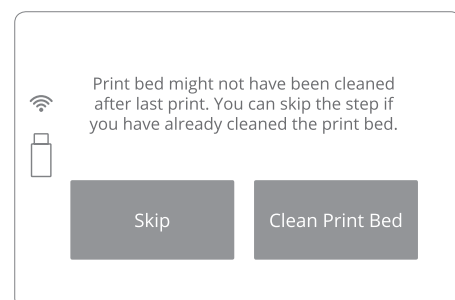 Print bed might not have been cleaned
after last print. You can skip the step if
you have already cleaned the print bed.
Skip
Clean Print Bed